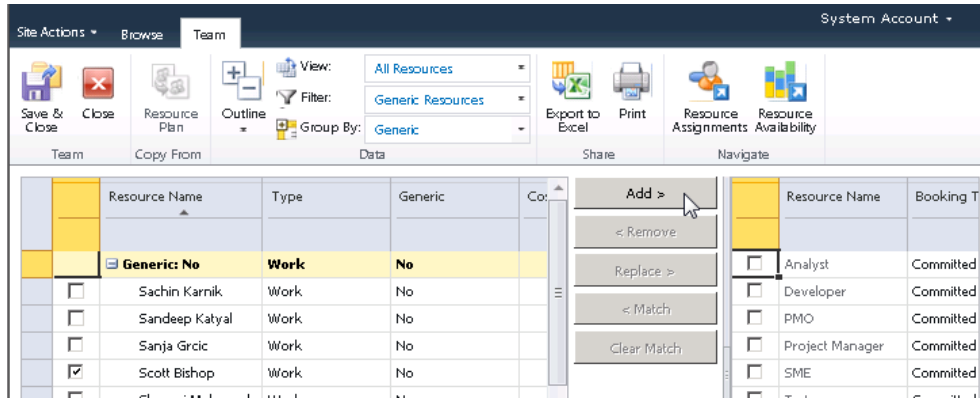 System Account
Site Actions Browse Team
View: All Resources
Filter: Generic Resources
Group By: Generic
Save & Close
Close
Resource Plan
Outline
Export to Excel
Print
Resource Assignments
Resource Availability
Team Copy From Data Share Navigate
Resource Name Type Generic Cos
Add >
< Remove
Replace >
< Match
Clear Match
Generic: No Work No
Sachin Karnik Work No
Sandeep Katyal Work No
Sanja Grcic Work No
Scott Bishop Work No
Resource Name Booking T
Analyst Committed
Developer Committed
PMO Committed
Project Manager Committed
SME Committed